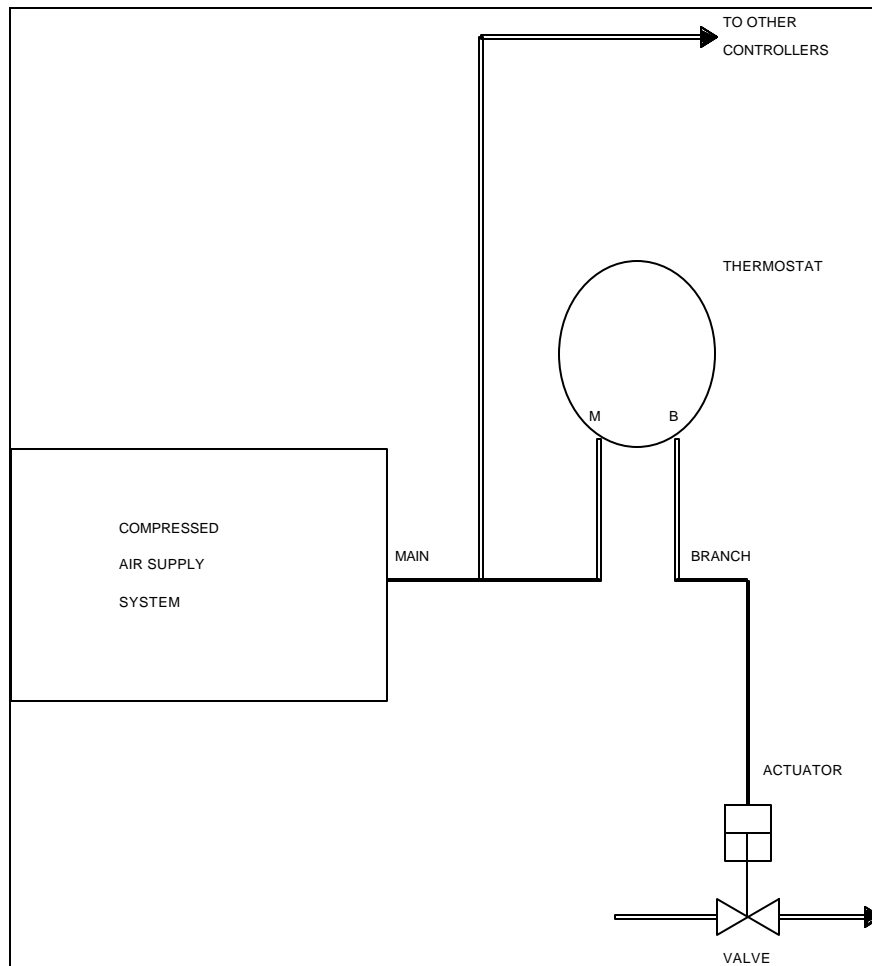 TO OTHER
CONTROLLERS
THERMOSTAT
M B
COMPRESSED
AIR SUPPLY
SYSTEM
MAIN
BRANCH
ACTUATOR
VALVE